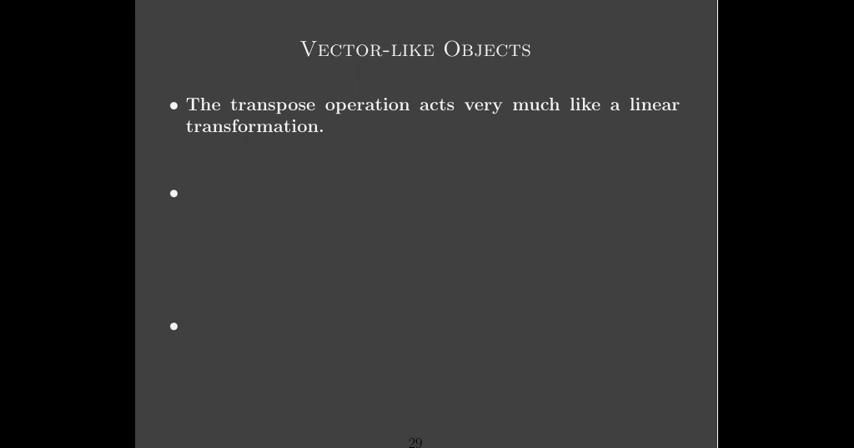 Vector-like Objects
• The transpose operation acts very much like a linear
transformation.
•
•
29